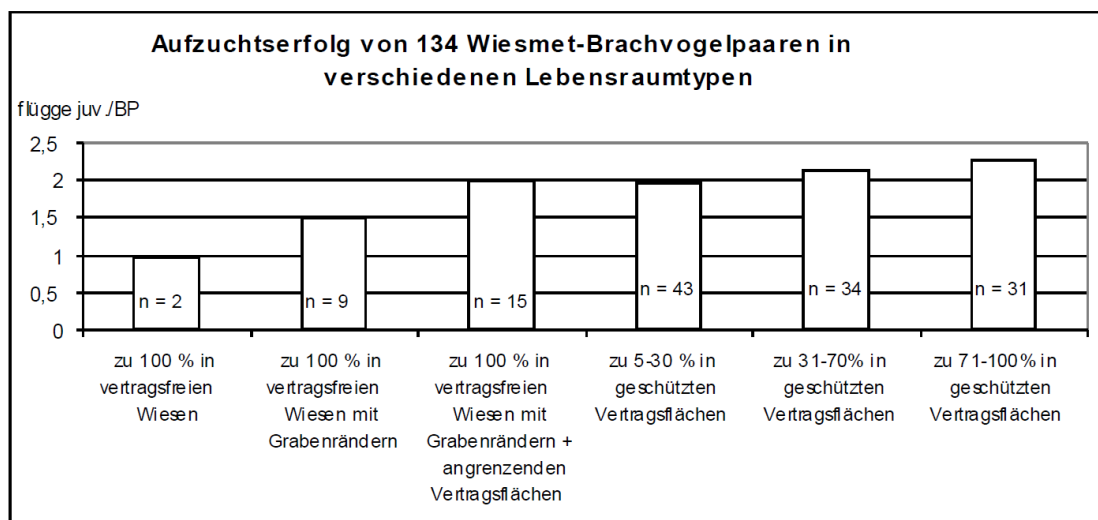 Aufzuchtserfolg von 134 Wiesmet-Brachvogelpaaren in
verschiedenen Lebensraumtypen
flügge juv./BP
2,5
2
1,5
1
0,5
0
n = 2
n = 9
n = 15
n = 43
n = 34
n = 31
zu 100 % in
vertragsfreien
Wiesen
zu 100 % in
vertragsfreien
Wiesen mit
Grabenrändern
zu 100 % in
vertragsfreien
Wiesen mit
Grabenrändern +
angrenzenden
Vertragsflächen
zu 5-30 % in
geschützten
Vertragsflächen
zu 31-70% in
geschützten
Vertragsflächen
zu 71-100% in
geschützten
Vertragsflächen